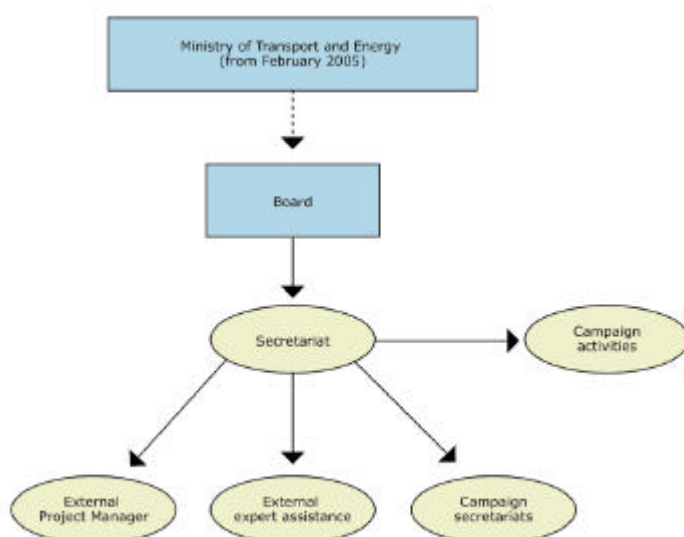 Ministry of Transport and Energy
(from February 2005)
Board
Secretariat
Campaign
activities
External
Project Manager
External
expert assistance
Campaign
secretariats